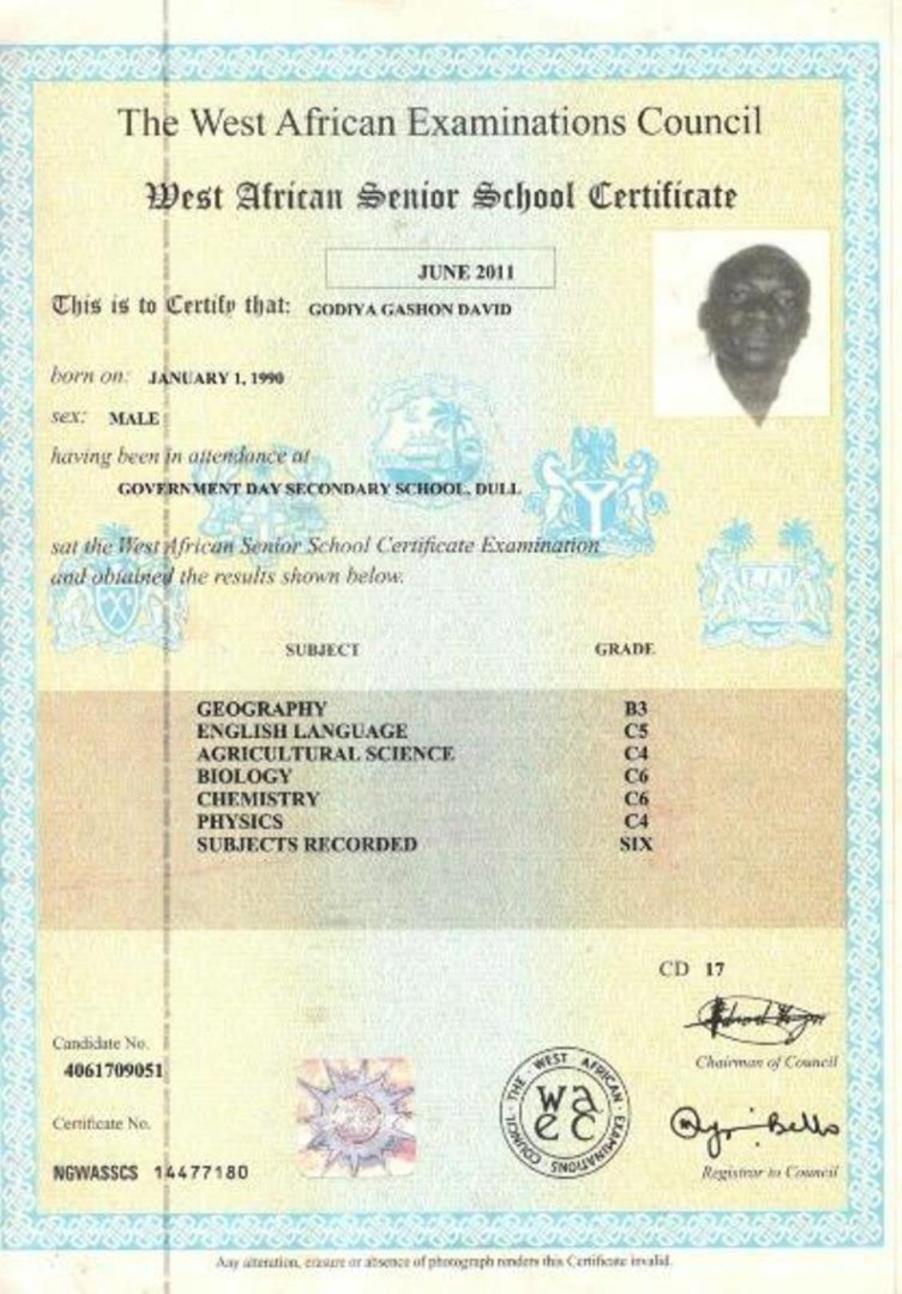 The West African Examinations Council
West African Senior School Certificate
JUNE 2011
This is to Certify that: GODIYA GASHON DAVID
born on: JANUARY 1, 1990
sex: MALE
having been in attendance at
GOVERNMENT DAY SECONDARY SCHOOL, DULL
sat the West African Senior School Certificate Examination
and obtained the results shown below.
SUBJECT GRADE
GEOGRAPHY B3
ENGLISH LANGUAGE C5
AGRICULTURAL SCIENCE C4
BIOLOGY C6
CHEMISTRY C6
PHYSICS C4
SUBJECTS RECORDED SIX
CD 17
Chairman of Council
Candidate No.
4061709051
THE WEST AFRICAN EXAMINATIONS COUNCIL
wa
ec
Bello
Registrar to Council
Certificate No.
NGWASSCS 14477180
Any alteration, erasure or absence of photograph renders this Certificate invalid.